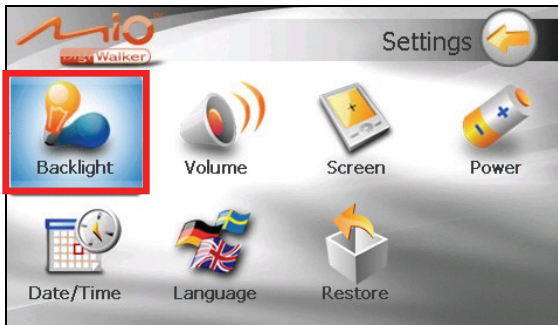 Mio
DigiWalker
Settings
Backlight
Volume
Screen
Power
Date/Time
Language
Restore